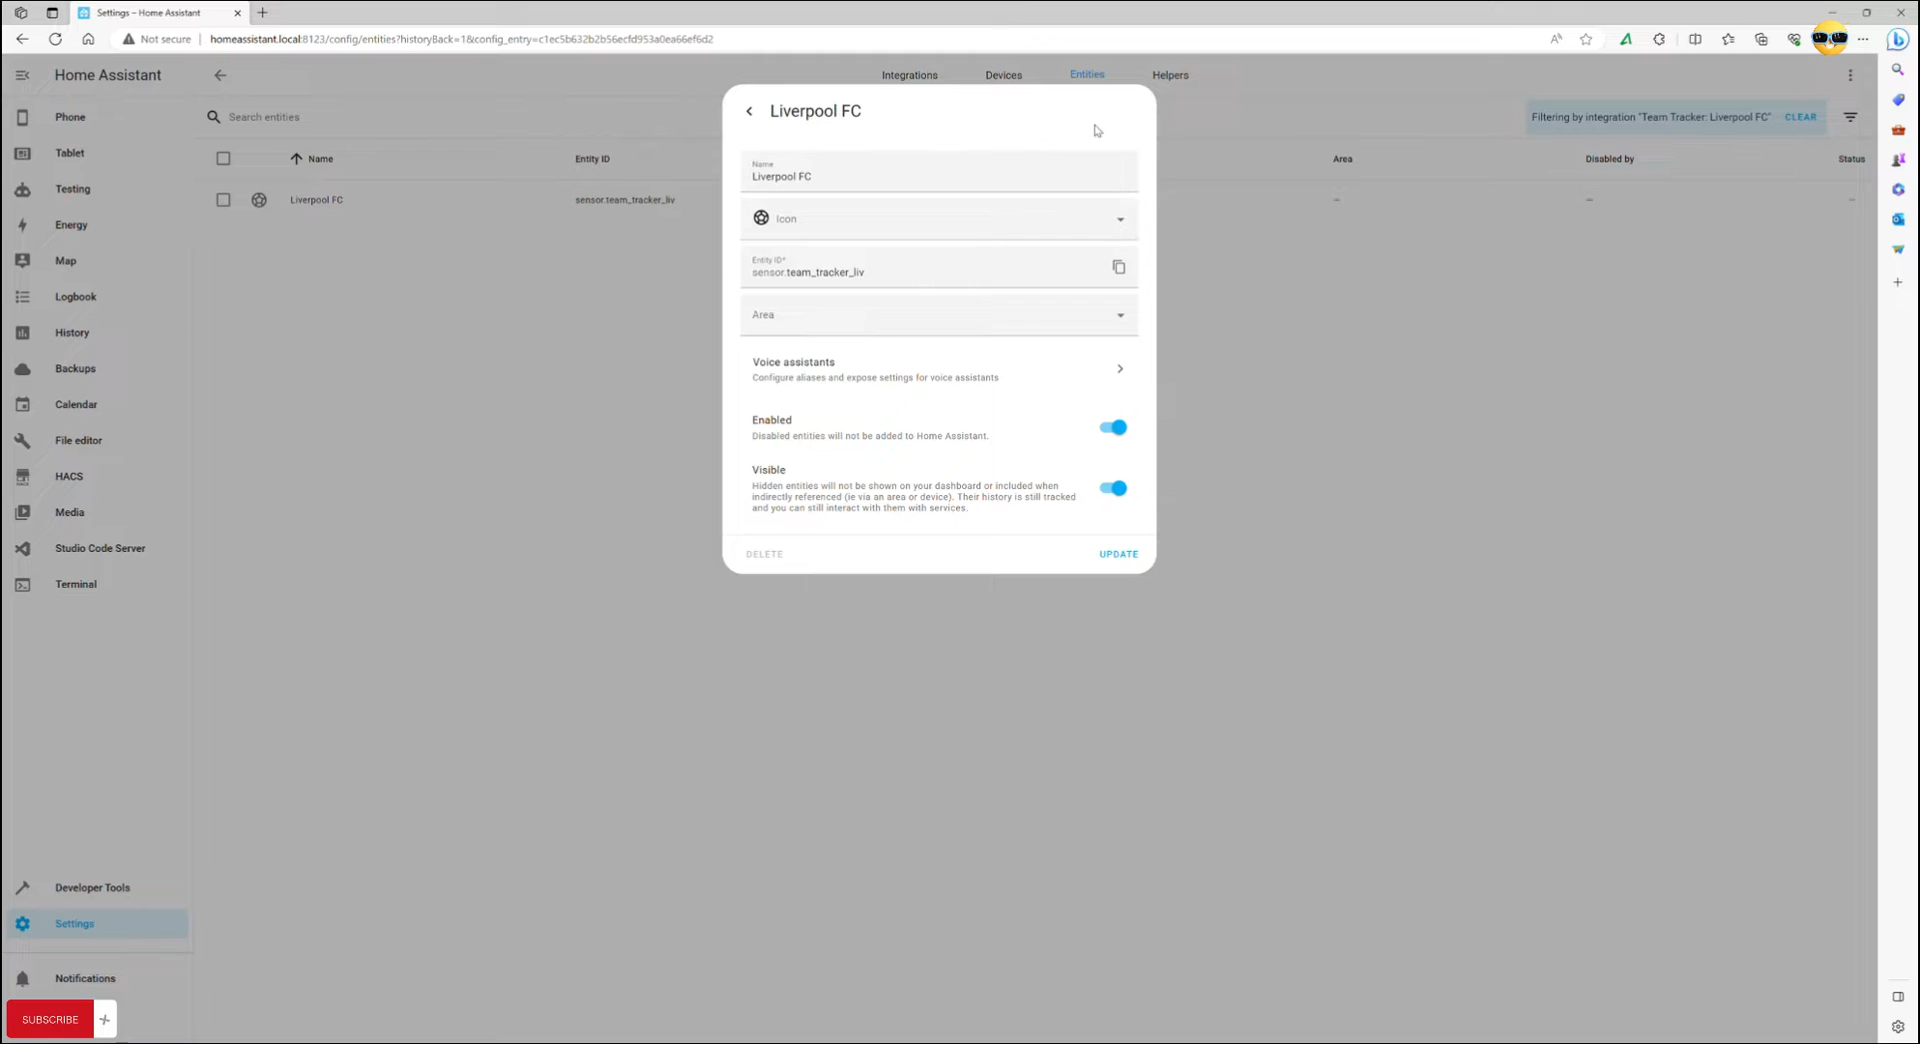 Settings – Home Assistant
Not secure
homeassistant.local:8123/config/entities?historyBack=1&config_entry=c1ec5b632b2b56ecfd953a0ea66ef6d2
Home Assistant
Integrations
Devices
Entities
Helpers
Phone
Tablet
Testing
Energy
Map
Logbook
History
Backups
Calendar
File editor
HACS
Media
Studio Code Server
Terminal
Developer Tools
Settings
Notifications
SUBSCRIBE
Search entities
Filtering by integration "Team Tracker: Liverpool FC"
CLEAR
Name
Entity ID
Area
Disabled by
Status
Liverpool FC
sensor.team_tracker_liv
–
–
–
Liverpool FC
Name
Liverpool FC
Icon
Entity ID*
sensor.team_tracker_liv
Area
Voice assistants
Configure aliases and expose settings for voice assistants
Enabled
Disabled entities will not be added to Home Assistant.
Visible
Hidden entities will not be shown on your dashboard or included when
indirectly referenced (ie via an area or device). Their history is still tracked
and you can still interact with them with services.
DELETE
UPDATE